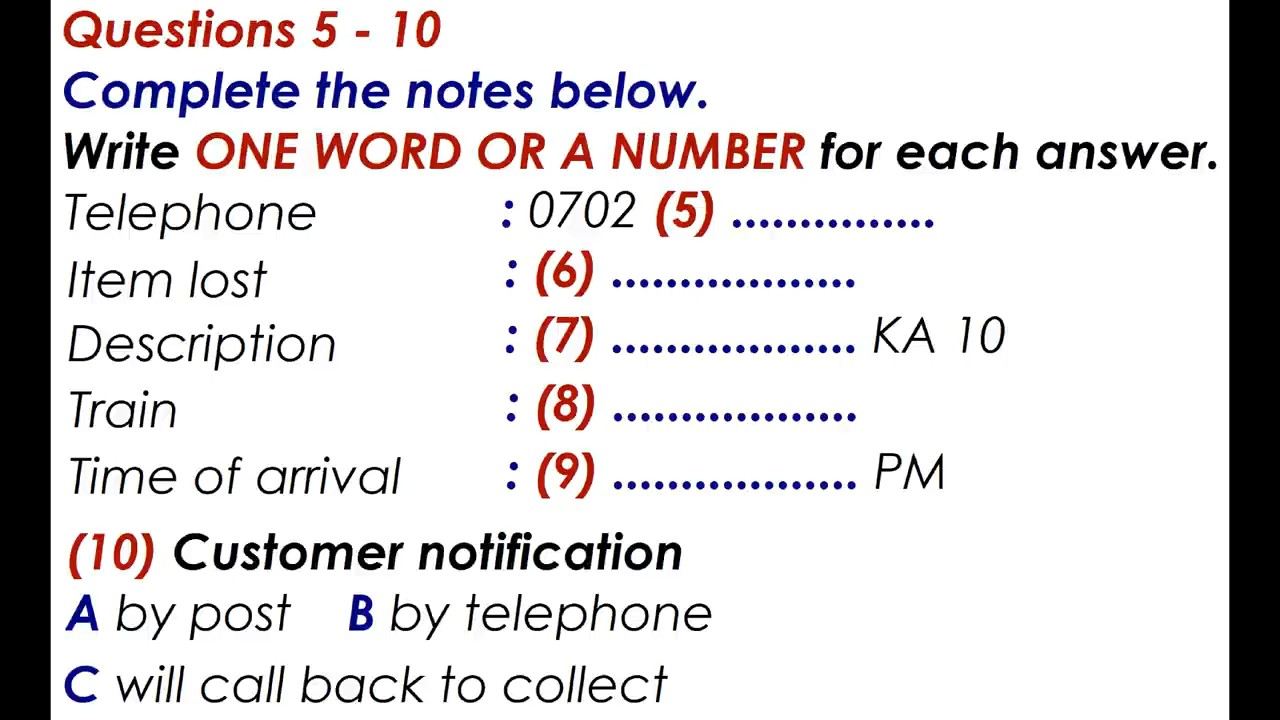 Questions 5 - 10
Complete the notes below.
Write ONE WORD OR A NUMBER for each answer.
Telephone : 0702 (5) ...............
Item lost : (6) ..................
Description : (7) .................. KA 10
Train : (8) ..................
Time of arrival : (9) .................. PM
(10) Customer notification
A by post B by telephone
C will call back to collect